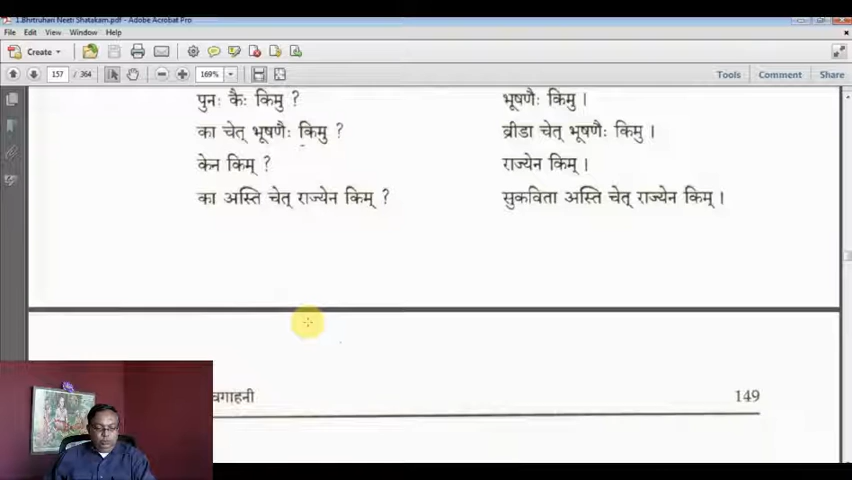 1.Bhitruhari Neeti Shatakam.pdf - Adobe Acrobat Pro
File Edit View Window Help
Create 157 / 364 169% Tools Comment Share
पुनः कैः किमु ? भूषणैः किमु ।
का चेत् भूषणैः किमु ? व्रीडा चेत् भूषणैः किमु ।
केन किम् ? राज्येन किम् ।
का अस्ति चेत् राज्येन किम् ? सुकविता अस्ति चेत् राज्येन किम् ।
वगाहनी 149